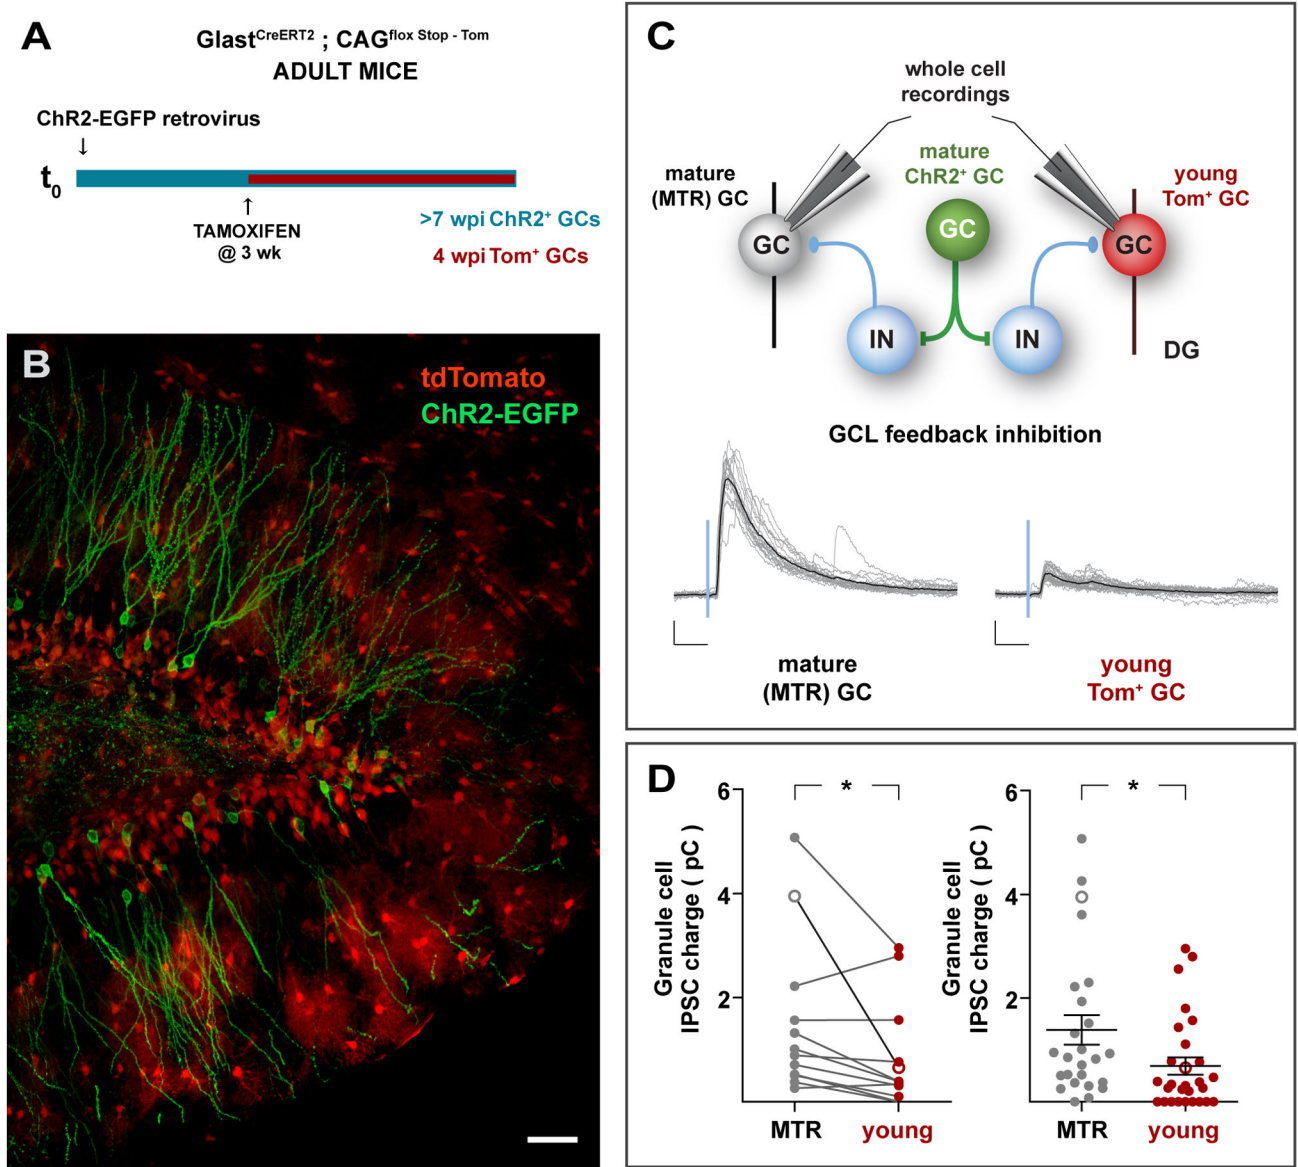 A
Glast^CreERT2 ; CAG^flox Stop - Tom
ADULT MICE
ChR2-EGFP retrovirus
↓
t₀
↑
TAMOXIFEN
@ 3 wk
>7 wpi ChR2⁺ GCs
4 wpi Tom⁺ GCs
B
tdTomato
ChR2-EGFP
C
whole cell
recordings
mature
(MTR) GC
mature
ChR2⁺ GC
young
Tom⁺ GC
GC
GC
GC
IN
IN
DG
GCL feedback inhibition
mature
(MTR) GC
young
Tom⁺ GC
D
Granule cell
IPSC charge ( pC )
6
4
2
*
MTR
young
Granule cell
IPSC charge ( pC )
6
4
2
*
MTR
young